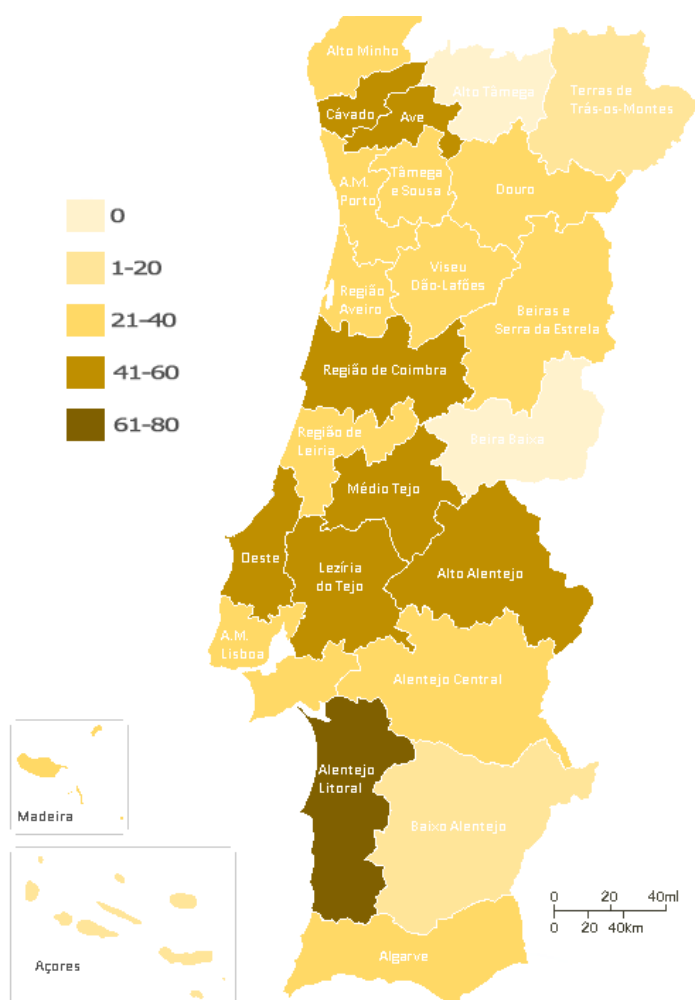 Alto Minho
Alto Tâmega
Terras de
Trás-os-Montes
Cávado
Ave
A.M.
Porto
Tâmega
e Sousa
Douro
0
1-20
21-40
41-60
61-80
Viseu
Dão-Lafões
Região
Aveiro
Beiras e
Serra da Estrela
Região de Coimbra
Região de
Leiria
Beira Baixa
Médio Tejo
Oeste
Lezíria
do Tejo
Alto Alentejo
A.M.
Lisboa
Alentejo Central
Alentejo
Litoral
Baixo Alentejo
Madeira
Açores
Algarve
0 20 40ml
0 20 40km